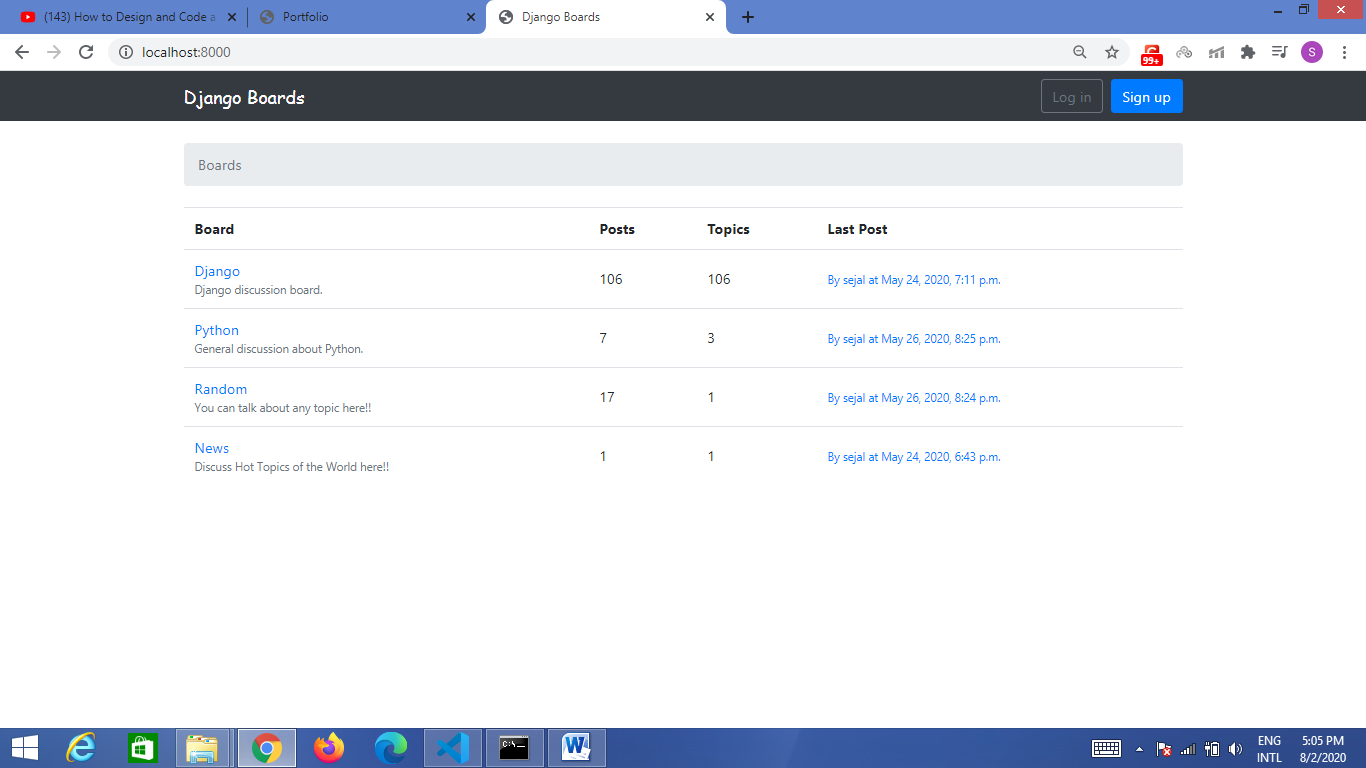 (143) How to Design and Code a
Portfolio
Django Boards
localhost:8000
99+
S
Django Boards
Log in
Sign up
Boards
Board Posts Topics Last Post
Django
Django discussion board.
106 106 By sejal at May 24, 2020, 7:11 p.m.
Python
General discussion about Python.
7 3 By sejal at May 26, 2020, 8:25 p.m.
Random
You can talk about any topic here!!
17 1 By sejal at May 26, 2020, 8:24 p.m.
News
Discuss Hot Topics of the World here!!
1 1 By sejal at May 24, 2020, 6:43 p.m.
ENG
INTL
5:05 PM
8/2/2020